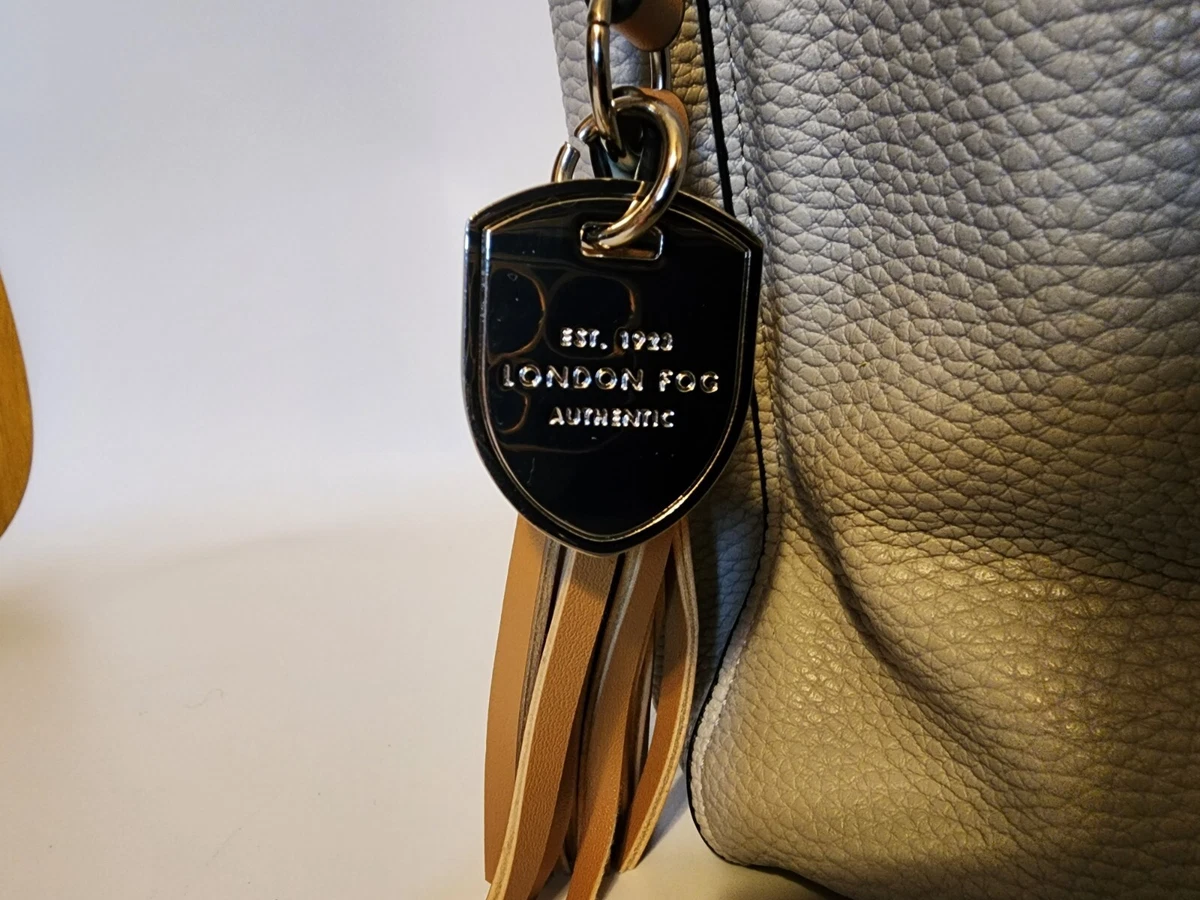 EST. 1923
LONDON FOG
AUTHENTIC